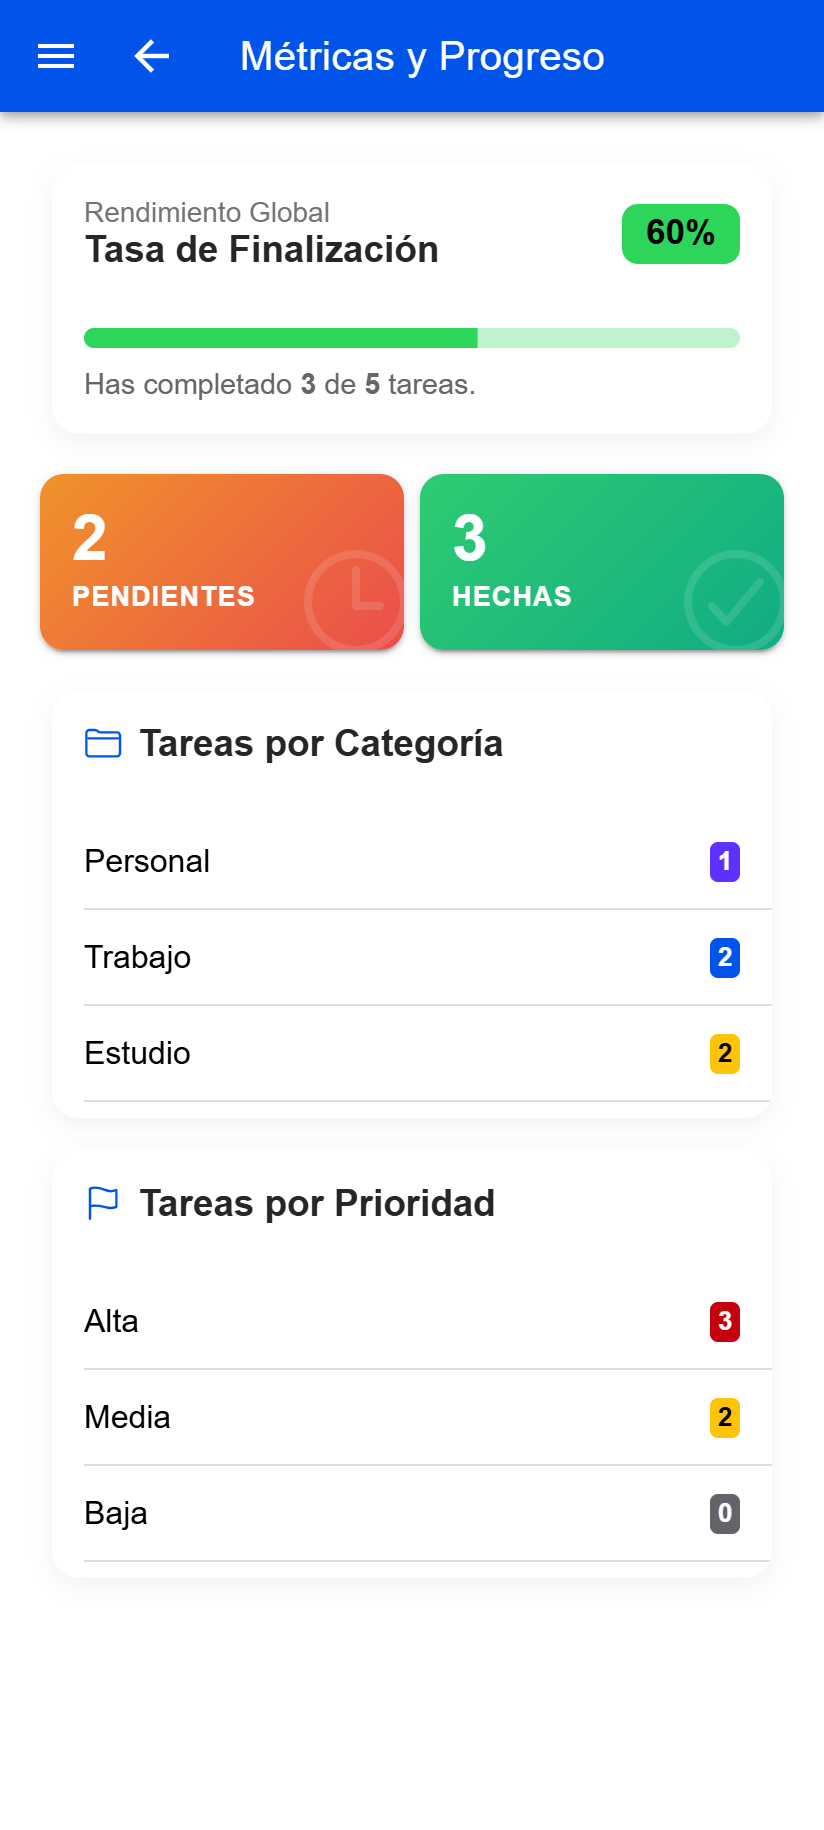 Métricas y Progreso
Rendimiento Global
Tasa de Finalización
60%
Has completado 3 de 5 tareas.
2
PENDIENTES
3
HECHAS
Tareas por Categoría
Personal 1
Trabajo 2
Estudio 2
Tareas por Prioridad
Alta 3
Media 2
Baja 0